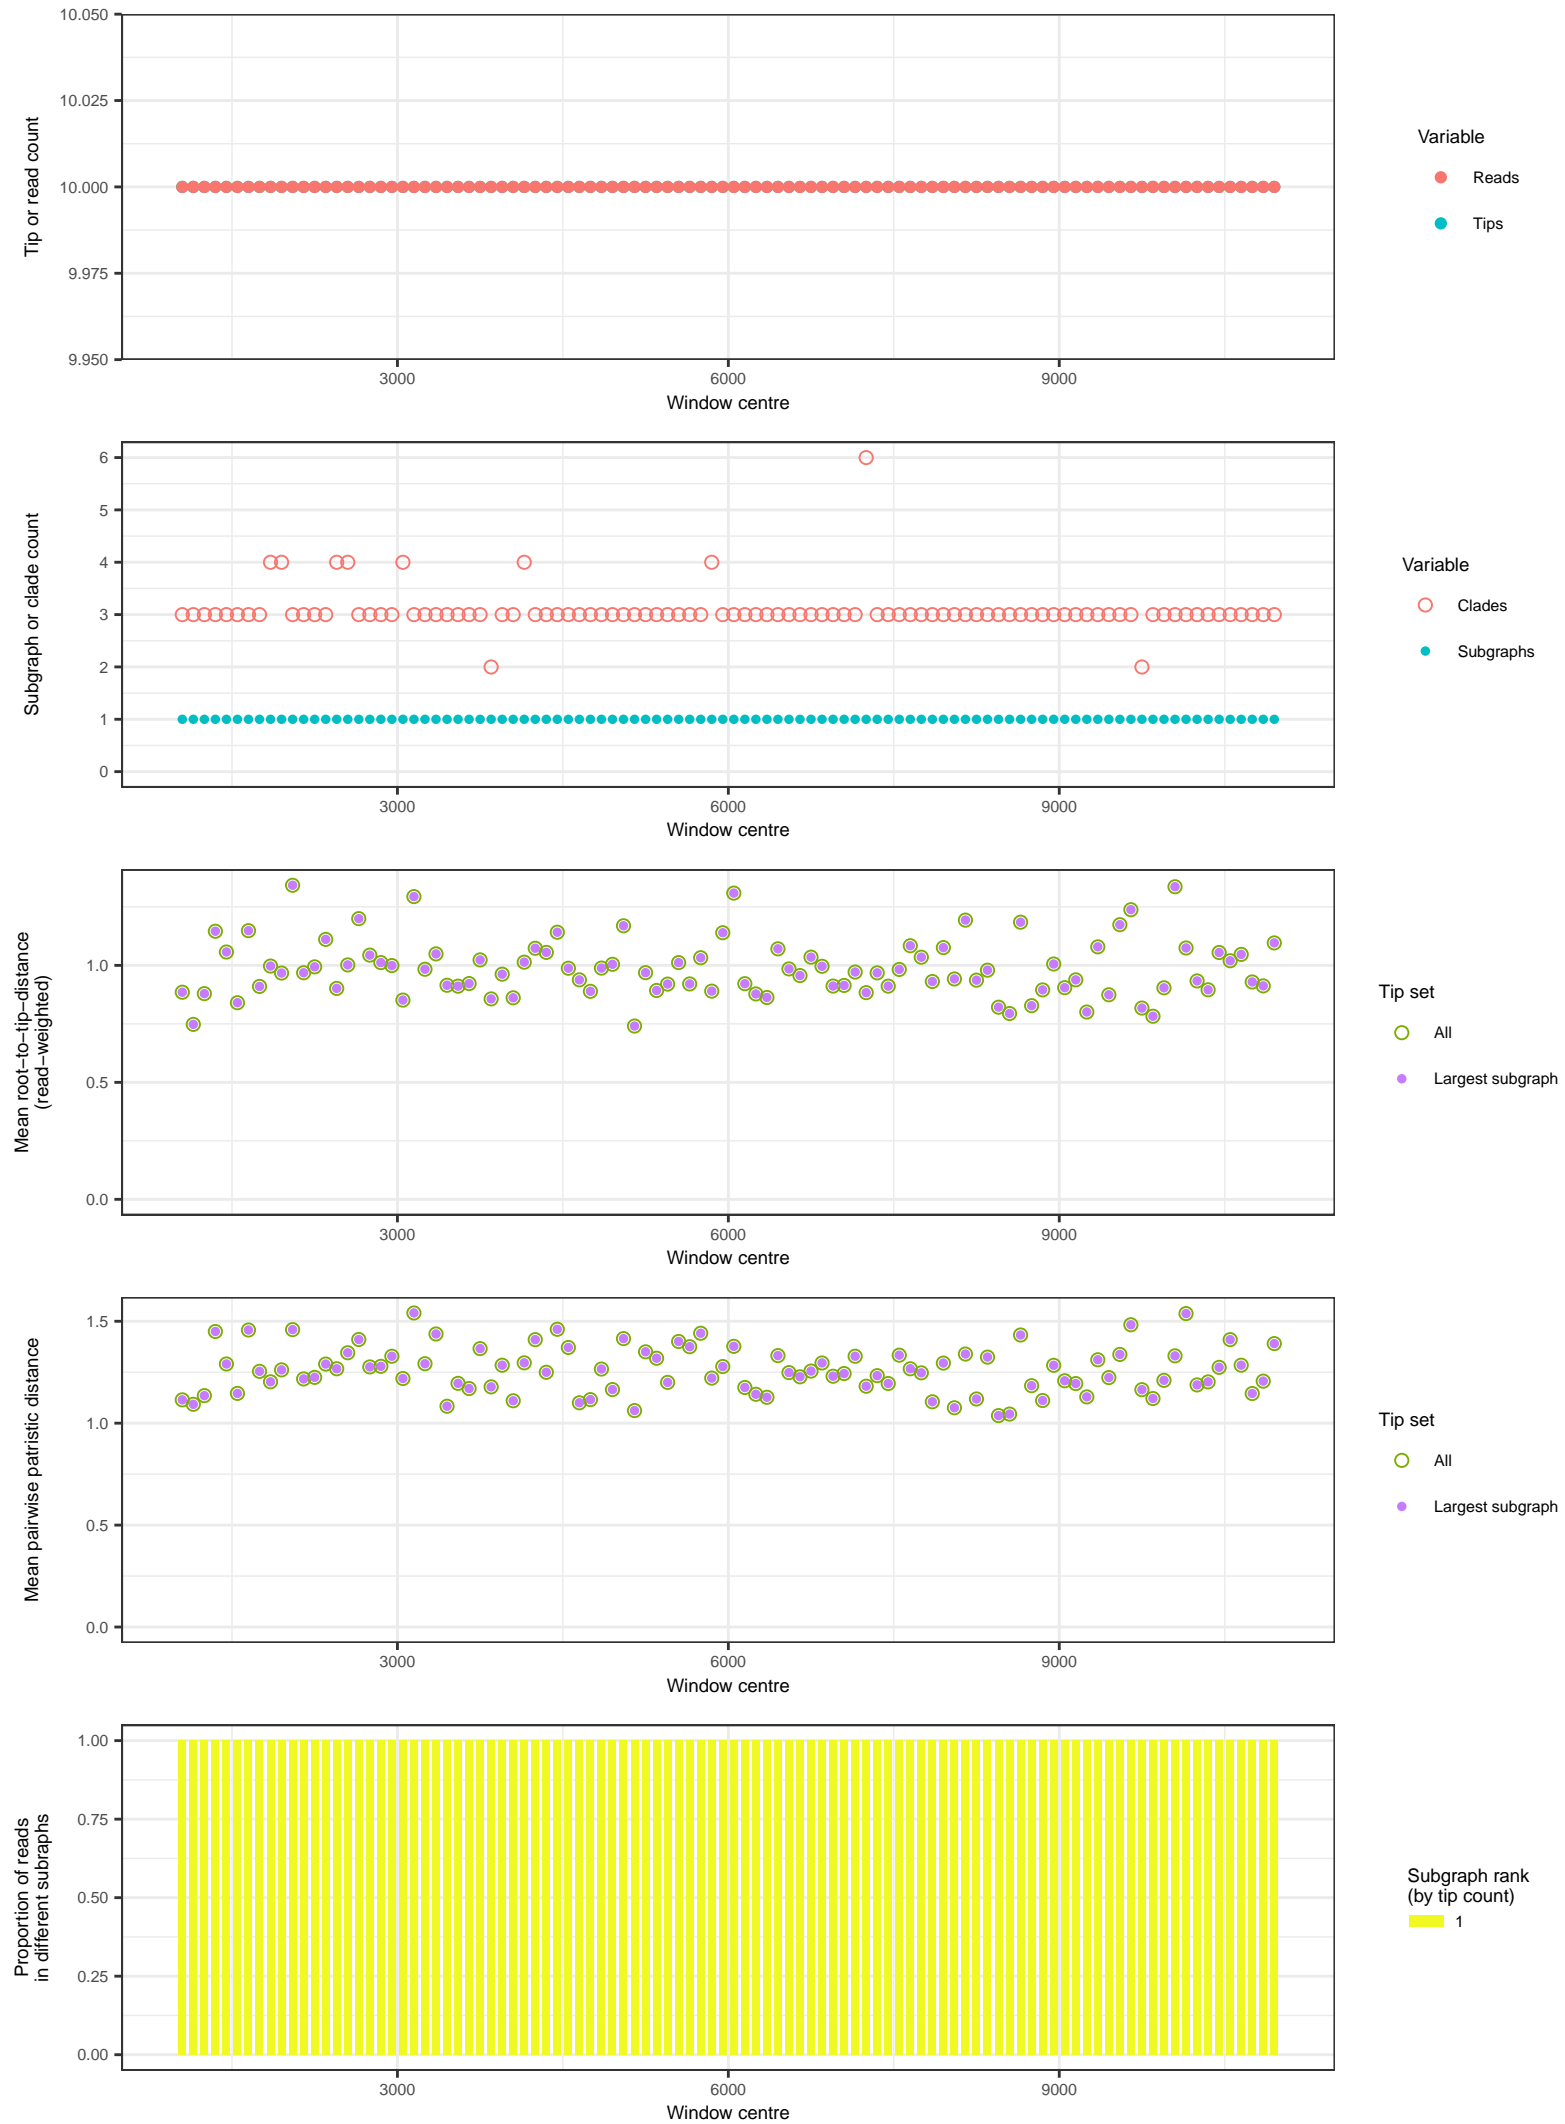 10.050
10.025
10.000
9.975
9.950
Tip or read count
3000 6000 9000
Window centre
Variable
Reads
Tips
6
5
4
3
2
1
0
Subgraph or clade count
3000 6000 9000
Window centre
Variable
Clades
Subgraphs
1.0
0.5
0.0
Mean root−to−tip−distance
(read−weighted)
3000 6000 9000
Window centre
Tip set
All
Largest subgraph
1.5
1.0
0.5
0.0
Mean pairwise patristic distance
3000 6000 9000
Window centre
Tip set
All
Largest subgraph
1.00
0.75
0.50
0.25
0.00
Proportion of reads
in different subraphs
3000 6000 9000
Window centre
Subgraph rank
(by tip count)
1